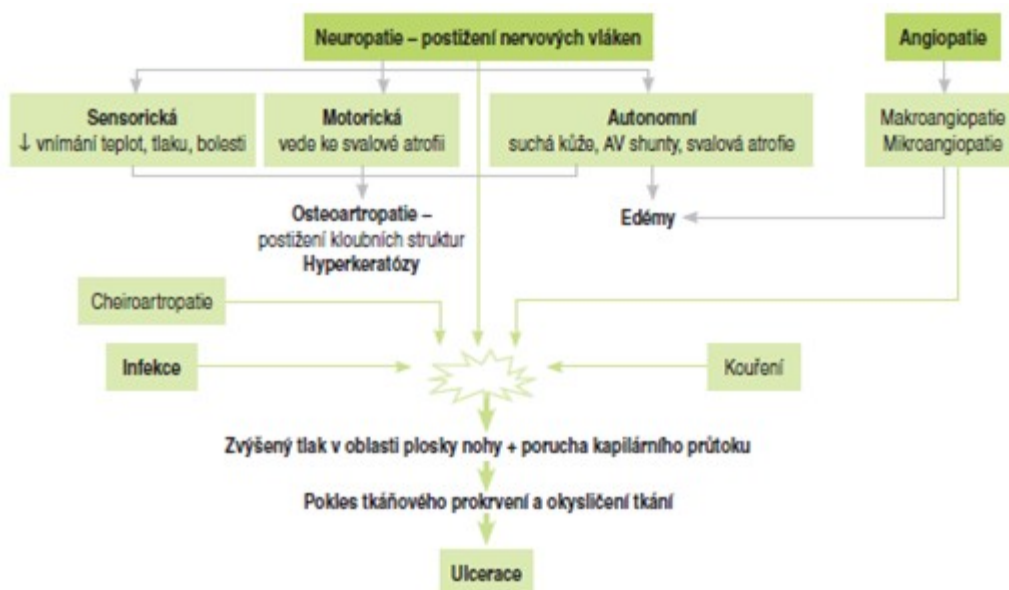 Neuropatie – postižení nervových vláken
Angiopatie
Sensorická
↓ vnímání teplot, tlaku, bolesti
Motorická
vede ke svalové atrofii
Autonomní
suchá kůže, AV shunty, svalová atrofie
Makroangiopatie
Mikroangiopatie
Osteoartropatie –
postižení kloubních struktur
Hyperkeratózy
Edémy
Cheiroartropatie
Infekce
Kouření
Zvýšený tlak v oblasti plosky nohy + porucha kapilárního průtoku
Pokles tkáňového prokrvení a okysličení tkání
Ulcerace